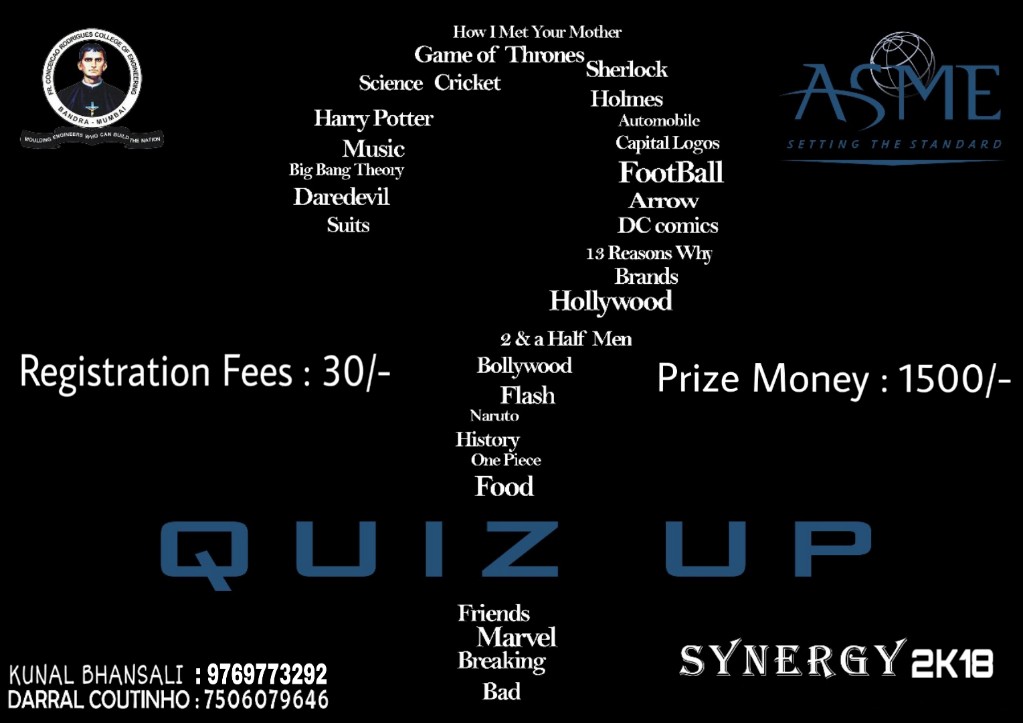 FR. CONCEICAO RODRIGUES COLLEGE OF ENGINEERING
BANDRA - MUMBAI
MOULDING ENGINEERS WHO CAN BUILD THE NATION
ASME
SETTING THE STANDARD
How I Met Your Mother
Game of Thrones
Sherlock
Science Cricket
Holmes
Harry Potter
Automobile
Music
Capital Logos
Big Bang Theory
FootBall
Daredevil
Arrow
Suits
DC comics
13 Reasons Why
Brands
Hollywood
2 & a Half Men
Bollywood
Flash
Naruto
History
One Piece
Food
Registration Fees : 30/-
Prize Money : 1500/-
QUIZ UP
Friends
Marvel
Breaking
Bad
KUNAL BHANSALI : 9769773292
DARRAL COUTINHO : 7506079646
SYNERGY 2K18